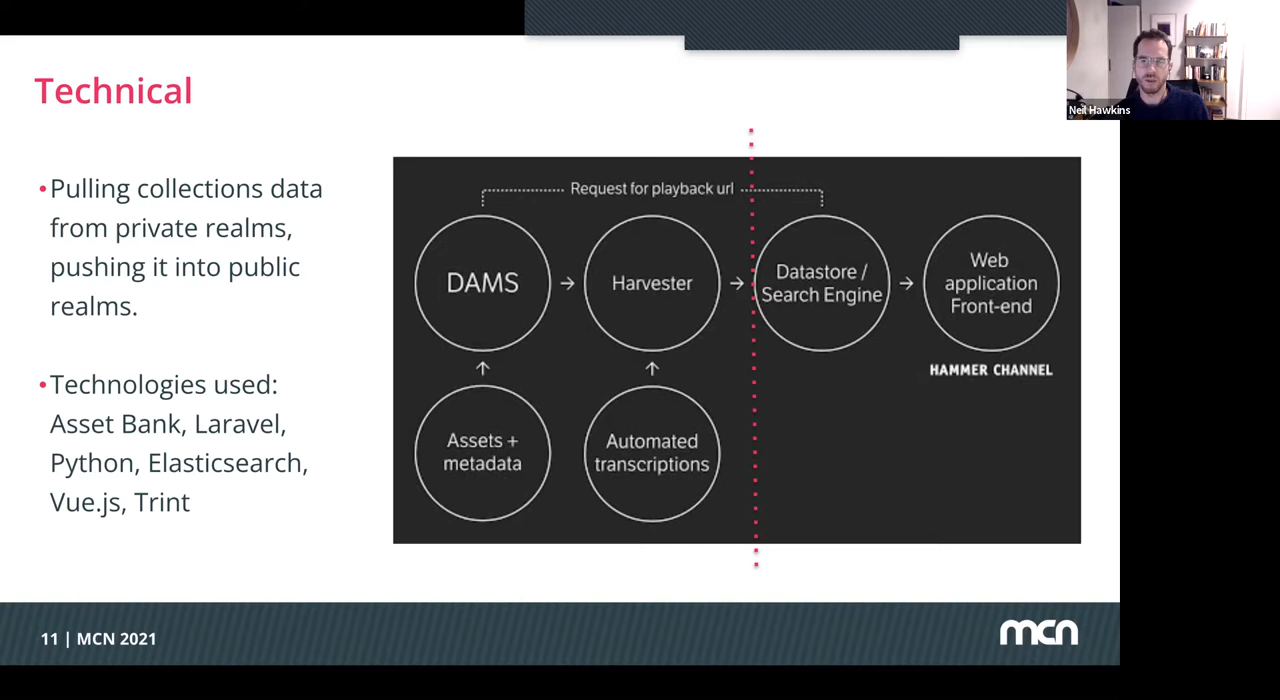 Technical
•Pulling collections data
from private realms,
pushing it into public
realms.
•Technologies used:
Asset Bank, Laravel,
Python, Elasticsearch,
Vue.js, Trint
Request for playback url
DAMS
Harvester
Datastore /
Search Engine
Web
application
Front-end
HAMMER CHANNEL
Assets +
metadata
Automated
transcriptions
Neil Hawkins
11 | MCN 2021
mcn